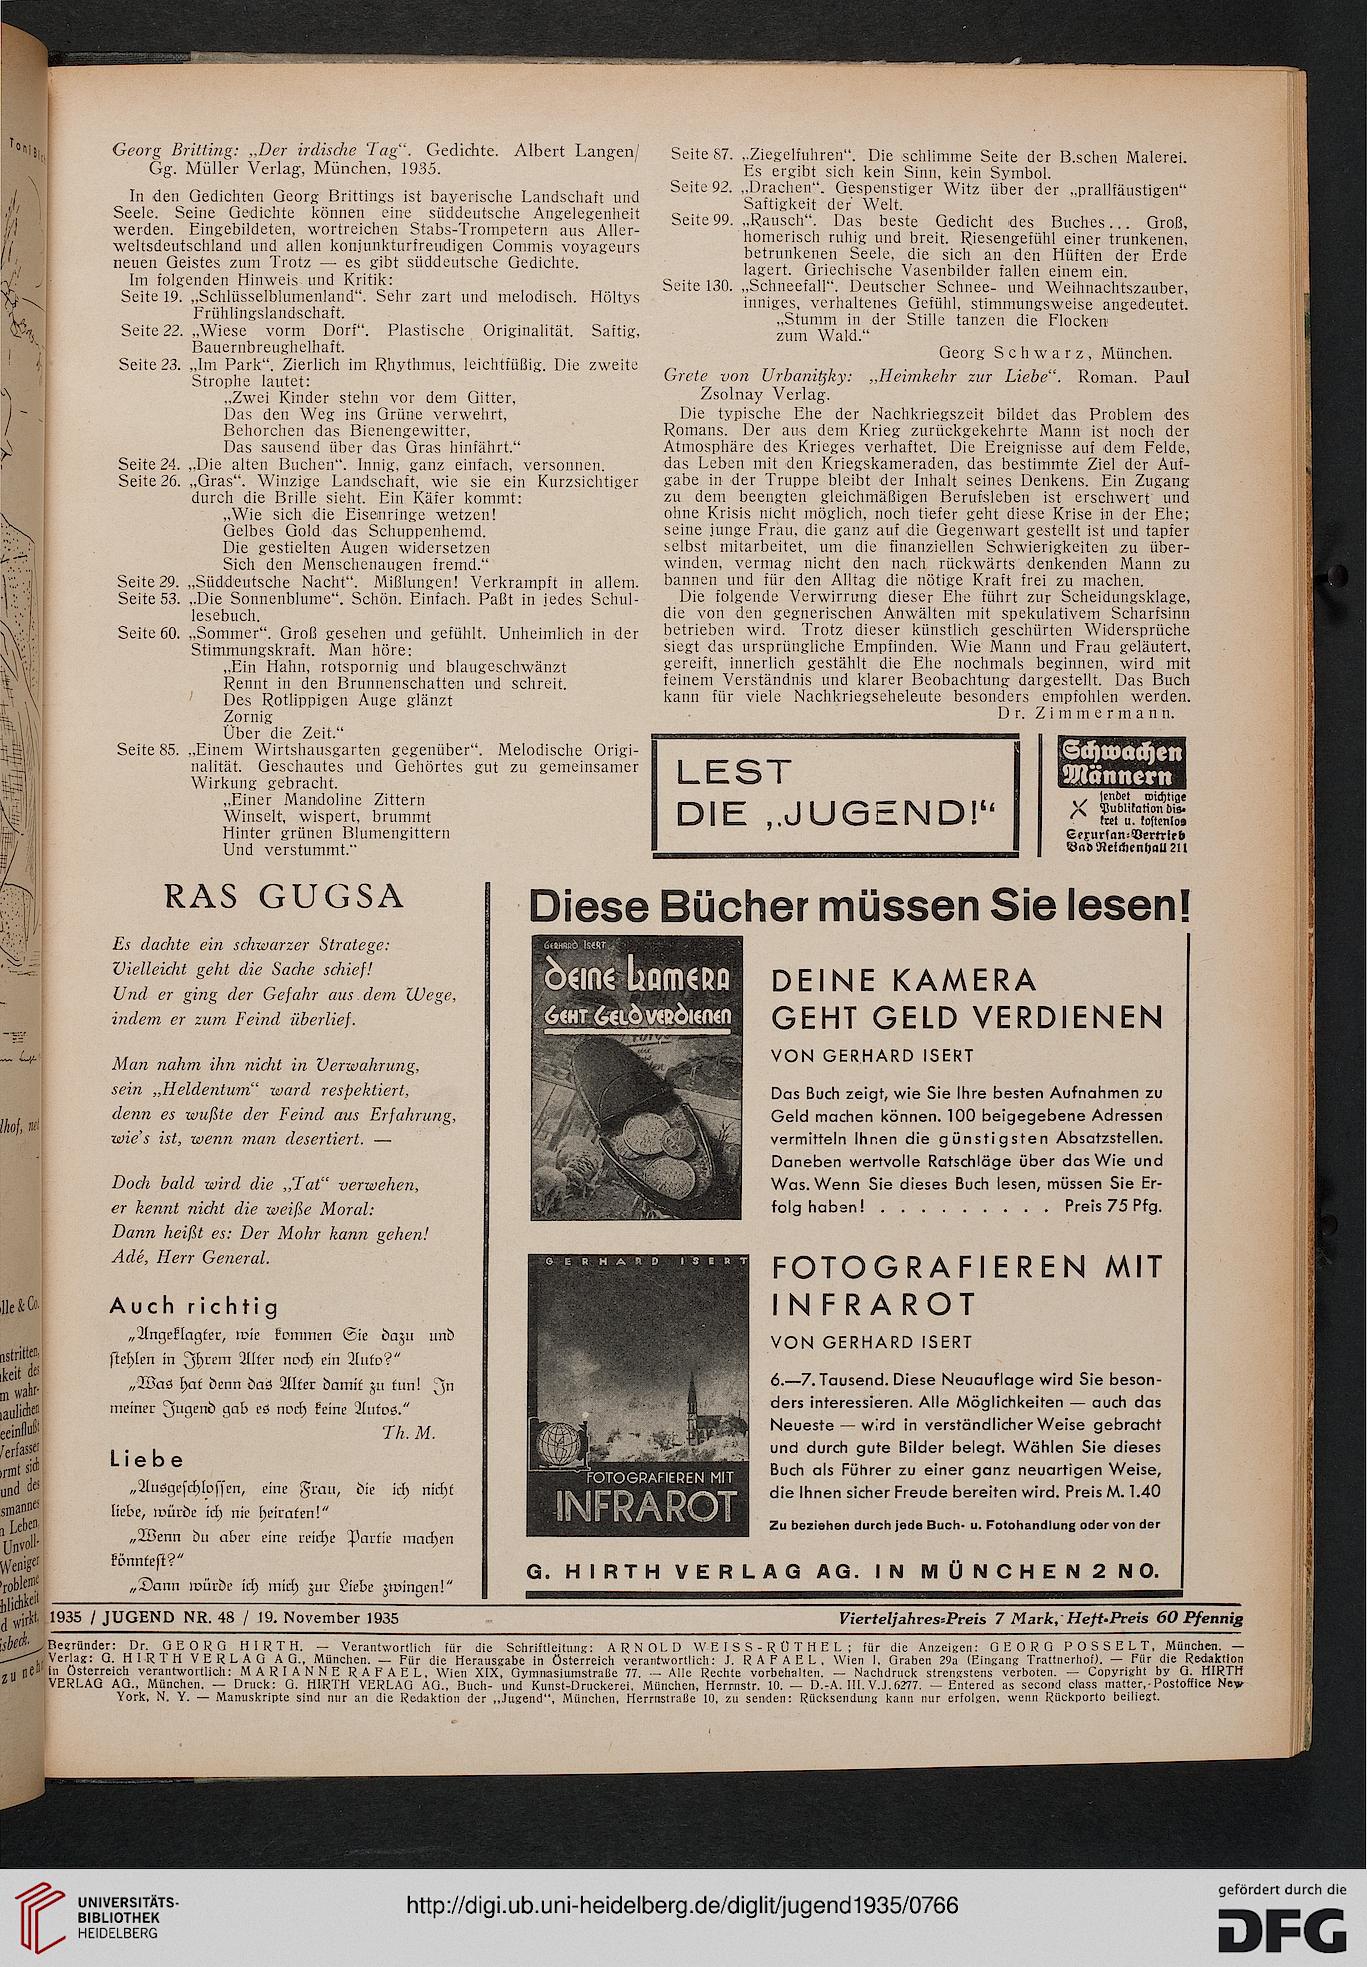 Georg Britting: „Der irdische Tag“. Gedichte. Albert Langen/
Gg. Müller Verlag, München, 1935.
In den Gedichten Georg Brittings ist bayerische Landschaft und
Seele. Seine Gedichte können eine süddeutsche Angelegenheit
werden. Eingebildeten, wortreichen Stabs-Trompetern aus Aller-
weltsdeutschland und allen konjunkturfreudigen Commis voyageurs
neuen Geistes zum Trotz — es gibt süddeutsche Gedichte.
Im folgenden Hinweis und Kritik:
Seite 19. „Schlüsselblumenland“. Sehr zart und melodisch. Höltys
Frühlingslandschaft.
Seite 22. „Wiese vorm Dorf“. Plastische Originalität. Saftig,
Bauernbreughelhaft.
Seite 23. „Im Park“. Zierlich im Rhythmus, leichtfüßig. Die zweite
Strophe lautet:
„Zwei Kinder stehn vor dem Gitter,
Das den Weg ins Grüne verwehrt,
Behorchen das Bienengewitter,
Das sausend über das Gras hinfährt.“
Seite 24. „Die alten Buchen“. Innig, ganz einfach, versonnen.
Seite 26. „Gras“. Winzige Landschaft, wie sie ein Kurzsichtiger
durch die Brille sieht. Ein Käfer kommt:
„Wie sich die Eisenringe wetzen!
Gelbes Gold das Schuppenhemd.
Die gestielten Augen widersetzen
Sich den Menschenaugen fremd.“
Seite 29. „Süddeutsche Nacht“. Mißlungen! Verkrampft in allem.
Seite 53. „Die Sonnenblume“. Schön. Einfach. Paßt in jedes Schul-
lesebuch.
Seite 60. „Sommer“. Groß gesehen und gefühlt. Unheimlich in der
Stimmungskraft. Man höre:
„Ein Hahn, rotspornig und blaugeschwänzt
Rennt in den Brunnenschatten und schreit.
Des Rotlippigen Auge glänzt
Zornig
Über die Zeit.“
Seite 85. „Einem Wirtshausgarten gegenüber“. Melodische Origi-
nalität. Geschautes und Gehörtes gut zu gemeinsamer
Wirkung gebracht.
„Einer Mandoline Zittern
Winselt, wispert, brummt
Hinter grünen Blumengittern
Und verstummt.“
Seite 87. „Ziegelfuhren“. Die schlimme Seite der B.schen Malerei.
Es ergibt sich kein Sinn, kein Symbol.
Seite 92. „Drachen“. Gespenstiger Witz über der „prallfäustigen“
Saftigkeit der Welt.
Seite 99. „Rausch“. Das beste Gedicht des Buches... Groß,
homerisch ruhig und breit. Riesengefühl einer trunkenen,
betrunkenen Seele, die sich an den Hüften der Erde
lagert. Griechische Vasenbilder fallen einem ein.
Seite 130. „Schneefall“. Deutscher Schnee- und Weihnachtszauber,
inniges, verhaltenes Gefühl, stimmungsweise angedeutet.
„Stumm in der Stille tanzen die Flocken
zum Wald.“
Georg Schwarz, München.
Grete von Urbanitzky: „Heimkehr zur Liebe“. Roman. Paul
Zsolnay Verlag.
Die typische Ehe der Nachkriegszeit bildet das Problem des
Romans. Der aus dem Krieg zurückgekehrte Mann ist noch der
Atmosphäre des Krieges verhaftet. Die Ereignisse auf dem Felde,
das Leben mit den Kriegskameraden, das bestimmte Ziel der Auf-
gabe in der Truppe bleibt der Inhalt seines Denkens. Ein Zugang
zu dem beengten gleichmäßigen Berufsleben ist erschwert und
ohne Krisis nicht möglich, noch tiefer geht diese Krise in der Ehe;
seine junge Frau, die ganz auf die Gegenwart gestellt ist und tapfer
selbst mitarbeitet, um die finanziellen Schwierigkeiten zu über-
winden, vermag nicht den nach rückwärts denkenden Mann zu
bannen und für den Alltag die nötige Kraft frei zu machen.
Die folgende Verwirrung dieser Ehe führt zur Scheidungsklage,
die von den gegnerischen Anwälten mit spekulativem Scharfsinn
betrieben wird. Trotz dieser künstlich geschürten Widersprüche
siegt das ursprüngliche Empfinden. Wie Mann und Frau geläutert,
gereift, innerlich gestählt die Ehe nochmals beginnen, wird mit
feinem Verständnis und klarer Beobachtung dargestellt. Das Buch
kann für viele Nachkriegseheleute besonders empfohlen werden.
Dr. Zimmermann.
LEST
DIE „JUGEND!“
Schwachen
Männern
sendet wichtige
Publikation dis-
kret u. kostenlos
Sexursan-Vertrieb
Bad Reichenhall 211
RAS GUGSA
Es dachte ein schwarzer Stratege:
Vielleicht geht die Sache schief!
Und er ging der Gefahr aus dem Wege,
indem er zum Feind überlief.
Man nahm ihn nicht in Verwahrung,
sein „Heldentum“ ward respektiert,
denn es wußte der Feind aus Erfahrung,
wie's ist, wenn man desertiert. —
Doch bald wird die „Tat“ verwehen,
er kennt nicht die weiße Moral:
Dann heißt es: Der Mohr kann gehen!
Adé, Herr General.
Auch richtig
„Angeklagter, wie kommen Sie dazu und
stehlen in Ihrem Alter noch ein Auto?“
„Was hat denn das Alter damit zu tun! In
meiner Jugend gab es noch keine Autos.“
Th. M.
Liebe
„Ausgeschlossen, eine Frau, die ich nicht
liebe, würde ich nie heiraten!“
„Wenn du aber eine reiche Partie machen
könntest?“
„Dann würde ich mich zur Liebe zwingen!“
Diese Bücher müssen Sie lesen!
GERHARD ISERT
DEINE KAMERA
GEHT GELD VERDIENEN
DEINE KAMERA
GEHT GELD VERDIENEN
VON GERHARD ISERT
Das Buch zeigt, wie Sie Ihre besten Aufnahmen zu
Geld machen können. 100 beigegebene Adressen
vermitteln Ihnen die günstigsten Absatzstellen.
Daneben wertvolle Ratschläge über das Wie und
Was. Wenn Sie dieses Buch lesen, müssen Sie Er-
folg haben! . . . . . . . . . Preis 75 Pfg.
GERHARD ISERT
FOTOGRAFIEREN MIT
INFRAROT
FOTOGRAFIEREN MIT
INFRAROT
VON GERHARD ISERT
6.—7. Tausend. Diese Neuauflage wird Sie beson-
ders interessieren. Alle Möglichkeiten — auch das
Neueste — wird in verständlicher Weise gebracht
und durch gute Bilder belegt. Wählen Sie dieses
Buch als Führer zu einer ganz neuartigen Weise,
die Ihnen sicher Freude bereiten wird. Preis M. 1.40
Zu beziehen durch jede Buch- u. Fotohandlung oder von der
G. HIRTH VERLAG AG. IN MÜNCHEN 2 NO.
1935 / JUGEND NR. 48 / 19. November 1935
Vierteljahres-Preis 7 Mark, Heft-Preis 60 Pfennig
Begründer: Dr. GEORG HIRTH. — Verantwortlich für die Schriftleitung: ARNOLD WEISS-RÜTHEL; für die Anzeigen: GEORG POSSELT, München. —
Verlag: G. HIRTH VERLAG AG., München. — Für die Herausgabe in Österreich verantwortlich: J. RAFAEL, Wien I, Graben 29a (Eingang Trattnerhof). — Für die Redaktion
in Österreich verantwortlich: MARIANNE RAFAEL, Wien XIX, Gymnasiumstraße 77. — Alle Rechte vorbehalten. — Nachdruck strengstens verboten. — Copyright by G. HIRTH
VERLAG AG., München. — Druck: G. HIRTH VERLAG AG., Buch- und Kunst-Druckerei, München, Herrnstr. 10. — D.-A. III. V.J. 6277. — Entered as second class matter, Postoffice New
York, N. Y. — Manuskripte sind nur an die Redaktion der „Jugend“, München, Herrnstraße 10, zu senden: Rücksendung kann nur erfolgen, wenn Rückporto beiliegt.
UNIVERSITÄTS-
BIBLIOTHEK
HEIDELBERG
http://digi.ub.uni-heidelberg.de/diglit/jugend1935/0766
gefördert durch die
DFG